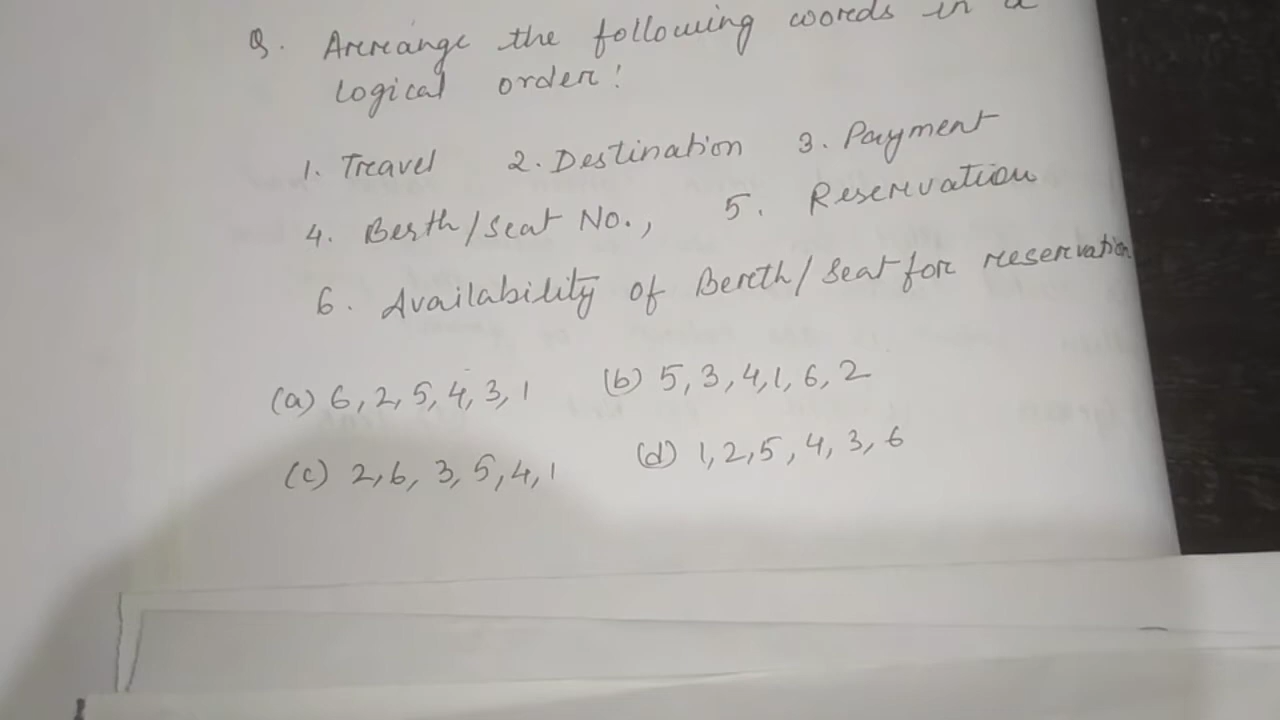 Q. Arrange the following words in a
logical order:
1. Travel 2. Destination 3. Payment
4. Berth/Seat No., 5. Reservation
6. Availability of Berth/Seat for reservation
(a) 6, 2, 5, 4, 3, 1 (b) 5, 3, 4, 1, 6, 2
(c) 2, 6, 3, 5, 4, 1 (d) 1, 2, 5, 4, 3, 6